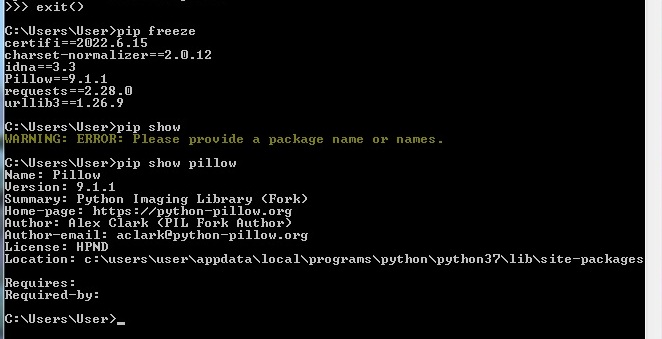 >>> exit()
C:\Users\User>pip freeze
certifi==2022.6.15
charset-normalizer==2.0.12
idna==3.3
Pillow==9.1.1
requests==2.28.0
urllib3==1.26.9
C:\Users\User>pip show
WARNING: ERROR: Please provide a package name or names.
C:\Users\User>pip show pillow
Name: Pillow
Version: 9.1.1
Summary: Python Imaging Library (Fork)
Home-page: https://python-pillow.org
Author: Alex Clark (PIL Fork Author)
Author-email: aclark@python-pillow.org
License: HPND
Location: c:\users\user\appdata\local\programs\python\python37\lib\site-packages
Requires:
Required-by:
C:\Users\User>_